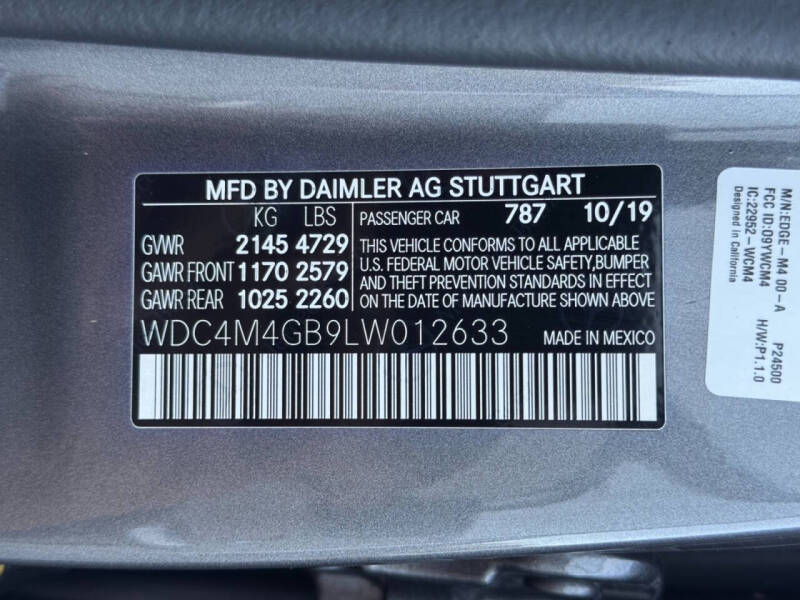 MFD BY DAIMLER AG STUTTGART
KG LBS
GVWR 2145 4729
GAWR FRONT 1170 2579
GAWR REAR 1025 2260
PASSENGER CAR 787 10/19
THIS VEHICLE CONFORMS TO ALL APPLICABLE
U.S. FEDERAL MOTOR VEHICLE SAFETY,BUMPER
AND THEFT PREVENTION STANDARDS IN EFFECT
ON THE DATE OF MANUFACTURE SHOWN ABOVE.
WDC4M4GB9LW012633 MADE IN MEXICO
M/N:EDGE-M4 00-A P24500
FCC ID:O9YWCM4 H/W:P1.1.0
IC:22952-WCM4
Designed in California